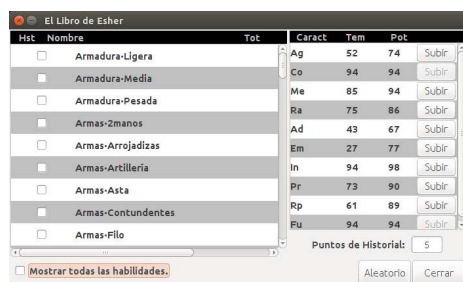 El Libro de Esher
Hst Nombre Tot
Armadura-Ligera
Armadura-Media
Armadura-Pesada
Armas-2manos
Armas-Arrojadizas
Armas-Artillería
Armas-Asta
Armas-Contundentes
Armas-Filo
Mostrar todas las habilidades.
Caract Tem Pot
Ag 52 74 Subir
Co 94 94 Subir
Me 85 94 Subir
Ra 75 86 Subir
Ad 43 67 Subir
Em 27 77 Subir
In 94 98 Subir
Pr 73 90 Subir
Rp 61 89 Subir
Fu 94 94 Subir
Puntos de Historial: 5
Aleatorio Cerrar